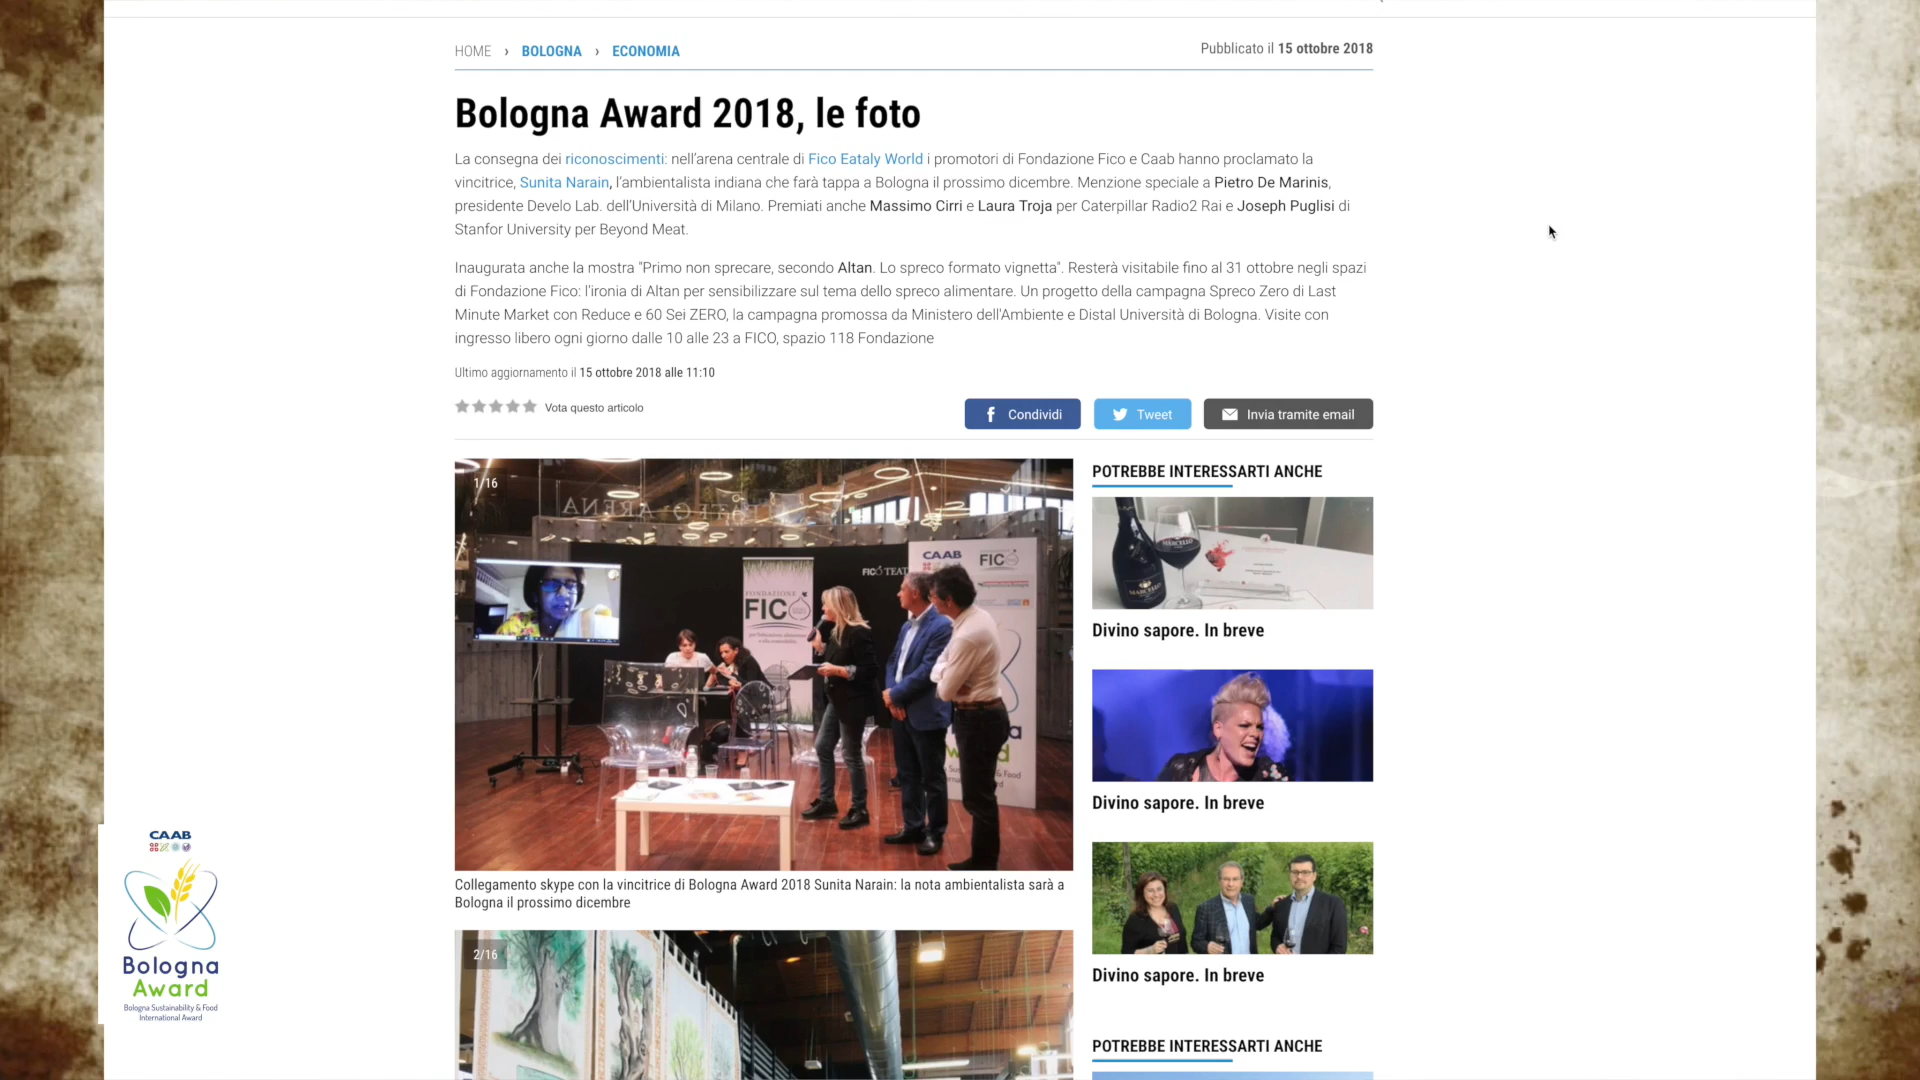 HOME › BOLOGNA › ECONOMIA
Pubblicato il 15 ottobre 2018
Bologna Award 2018, le foto
La consegna dei riconoscimenti: nell'arena centrale di Fico Eataly World i promotori di Fondazione Fico e Caab hanno proclamato la
vincitrice, Sunita Narain, l'ambientalista indiana che farà tappa a Bologna il prossimo dicembre. Menzione speciale a Pietro De Marinis,
presidente Develo Lab. dell'Università di Milano. Premiati anche Massimo Cirri e Laura Troja per Caterpillar Radio2 Rai e Joseph Puglisi di
Stanfor University per Beyond Meat.
Inaugurata anche la mostra "Primo non sprecare, secondo Altan. Lo spreco formato vignetta". Resterà visitabile fino al 31 ottobre negli spazi
di Fondazione Fico: l'ironia di Altan per sensibilizzare sul tema dello spreco alimentare. Un progetto della campagna Spreco Zero di Last
Minute Market con Reduce e 60 Sei ZERO, la campagna promossa da Ministero dell'Ambiente e Distal Università di Bologna. Visite con
ingresso libero ogni giorno dalle 10 alle 23 a FICO, spazio 118 Fondazione
Ultimo aggiornamento il 15 ottobre 2018 alle 11:10
Vota questo articolo
Condividi
Tweet
Invia tramite email
1/16
TEATRO ARENA
FICO TEAT
CAAB
FICO
FONDAZIONE
FICO
Collegamento skype con la vincitrice di Bologna Award 2018 Sunita Narain: la nota ambientalista sarà a
Bologna il prossimo dicembre
2/16
POTREBBE INTERESSARTI ANCHE
MARCELLO
MARCELLO
Divino sapore. In breve
Divino sapore. In breve
Divino sapore. In breve
POTREBBE INTERESSARTI ANCHE
CAAB
Bologna
Award
Bologna Sustainability & Food
International Award